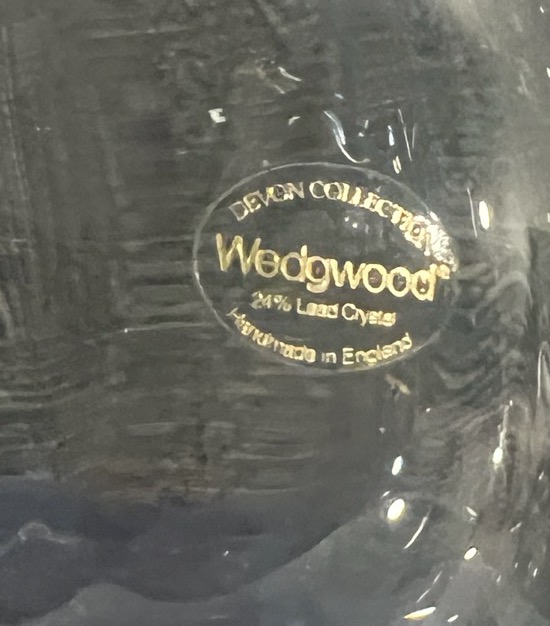 DEVON COLLECTION
Wedgwood®
24% Lead Crystal
Handmade in England